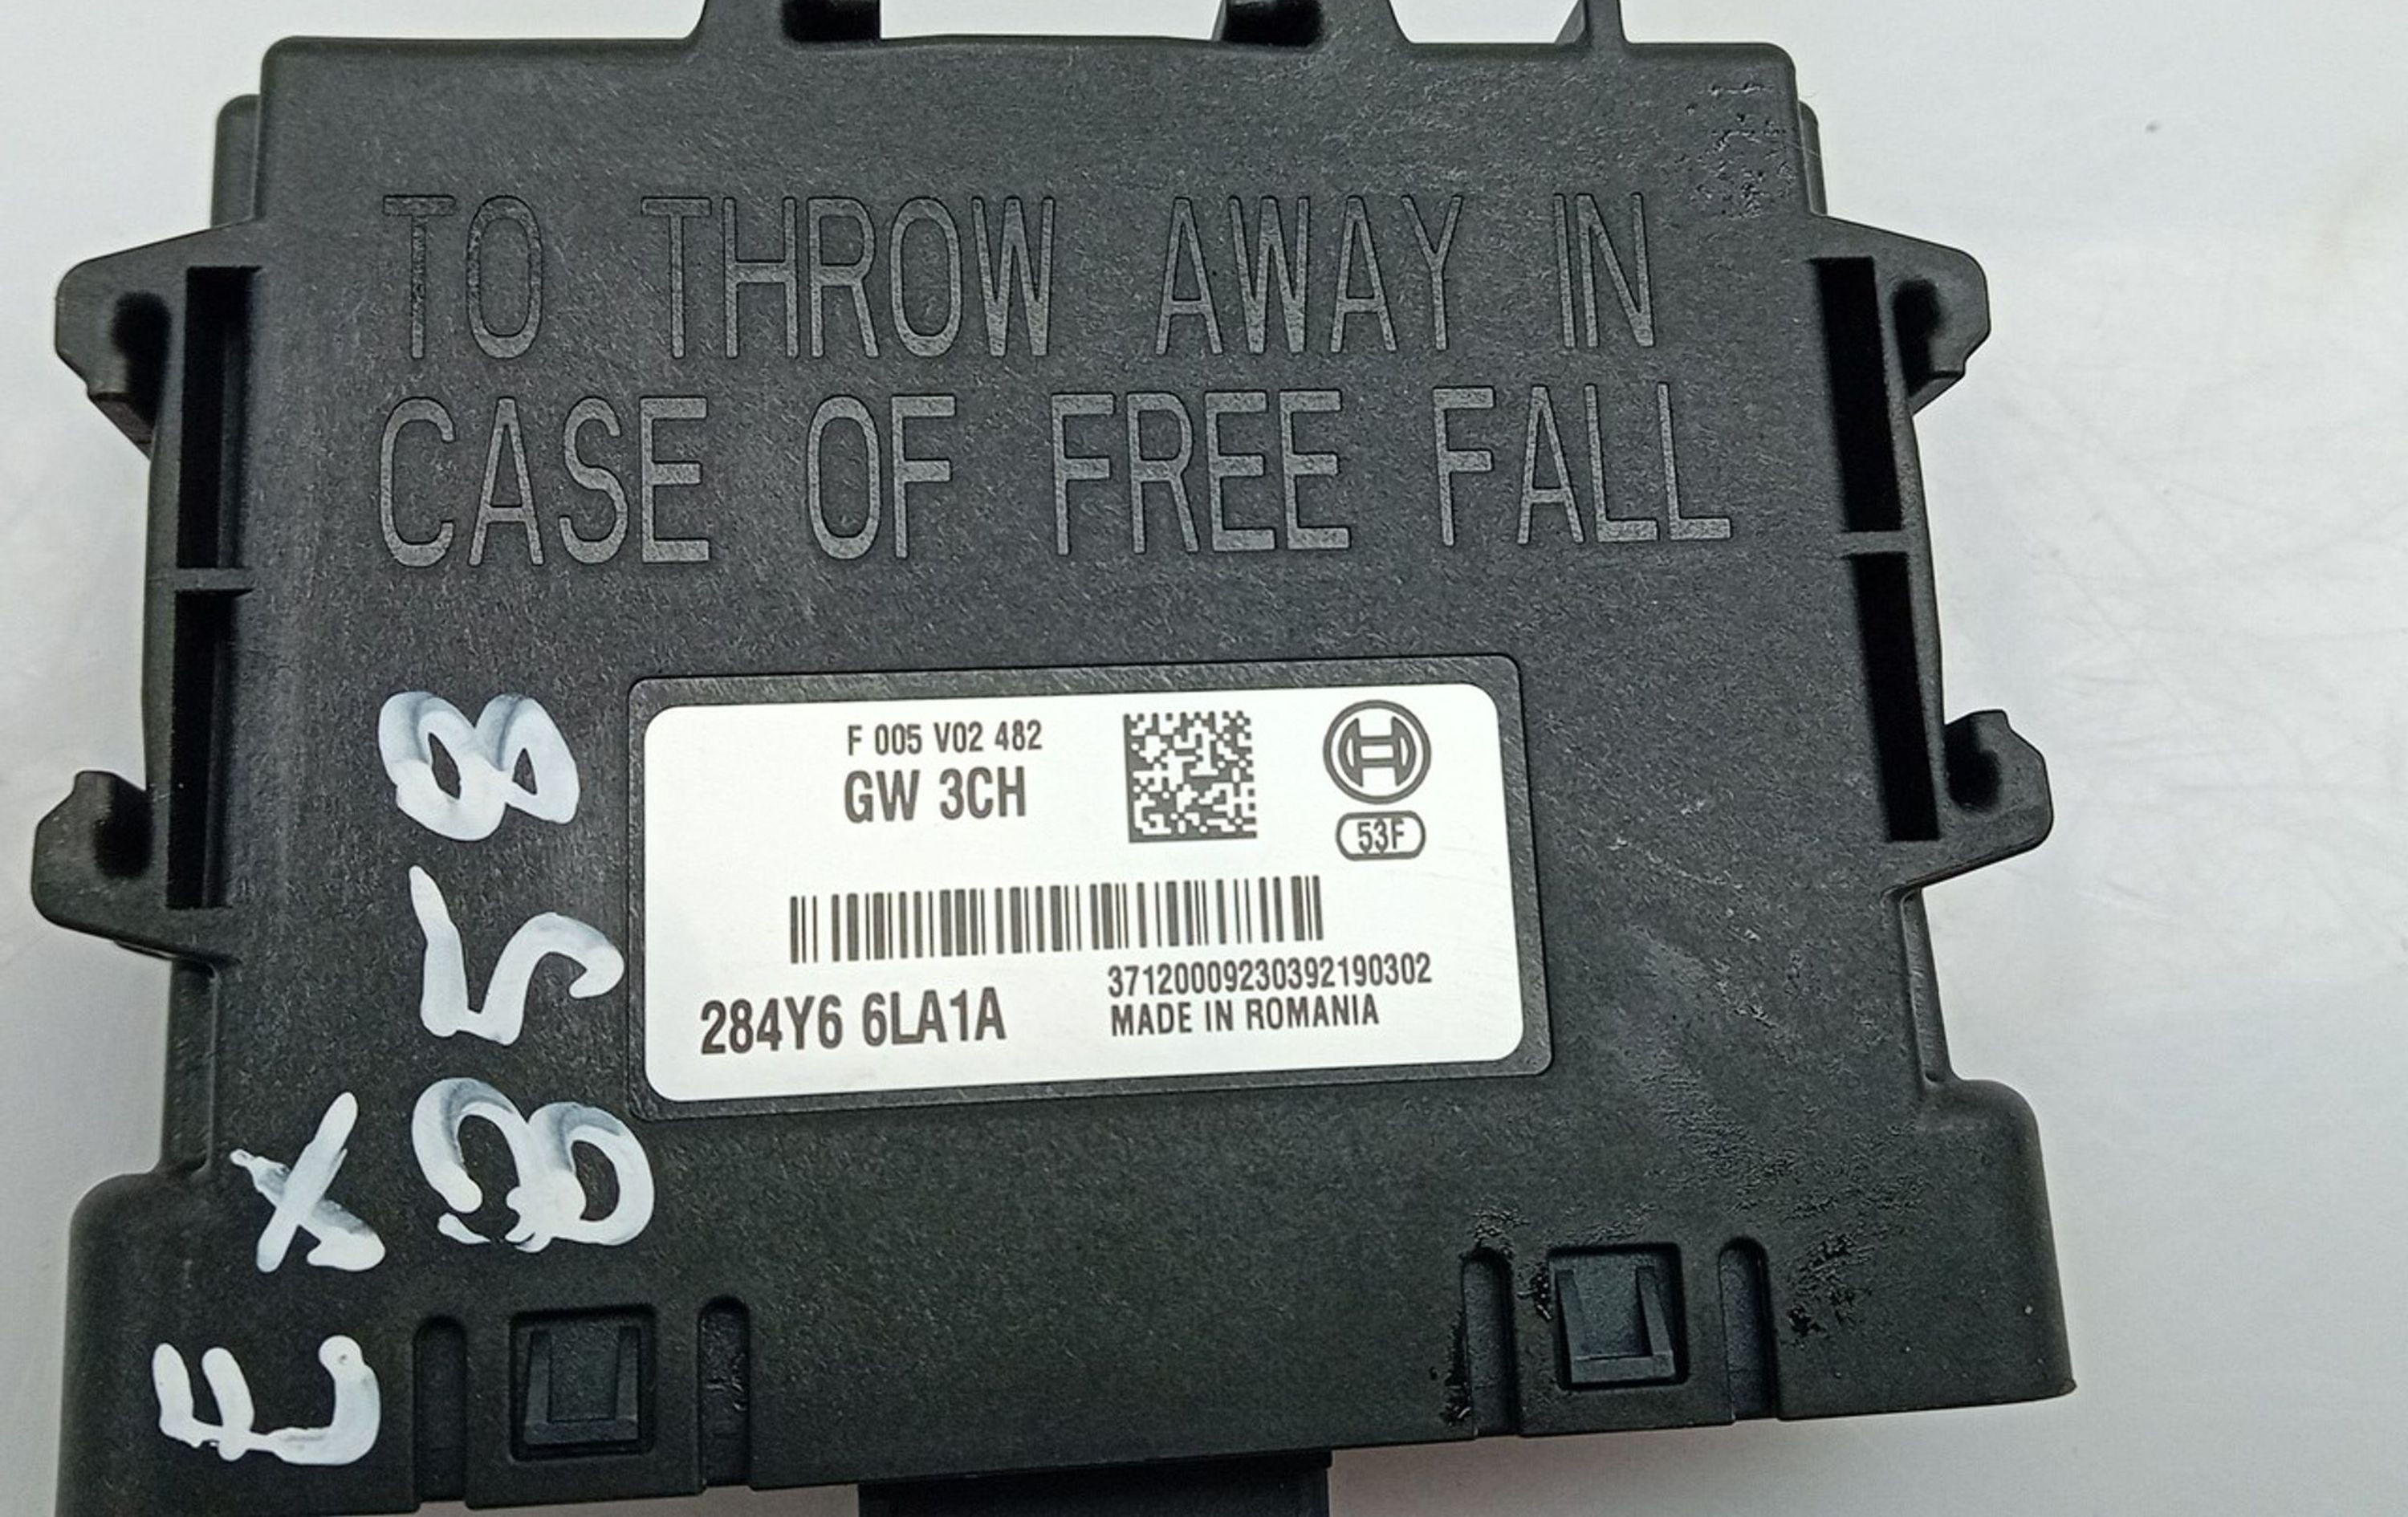 TO THROW AWAY IN
CASE OF FREE FALL
F 005 V02 482
GW 3CH
53F
37120009230392190302
284Y6 6LA1A
MADE IN ROMANIA